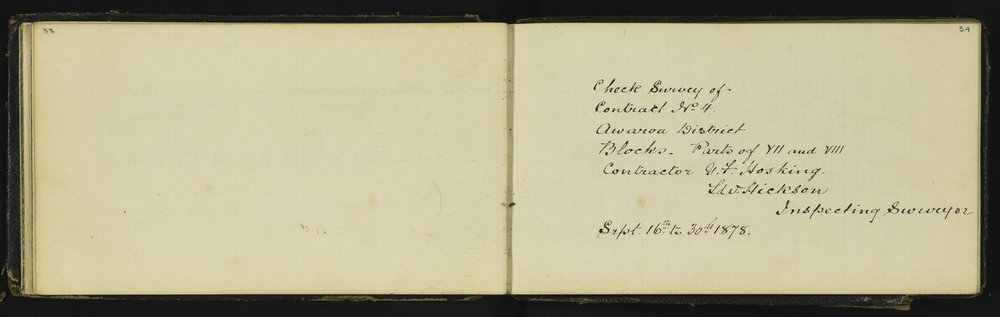 33
34
Check Survey of
Contract No. 4
Awaroa District
Blocks. Parts of VII and VIII
Contractor G. F. Hosking.
Hickson
Inspecting Surveyor
Sept. 16th to 30th 1878.